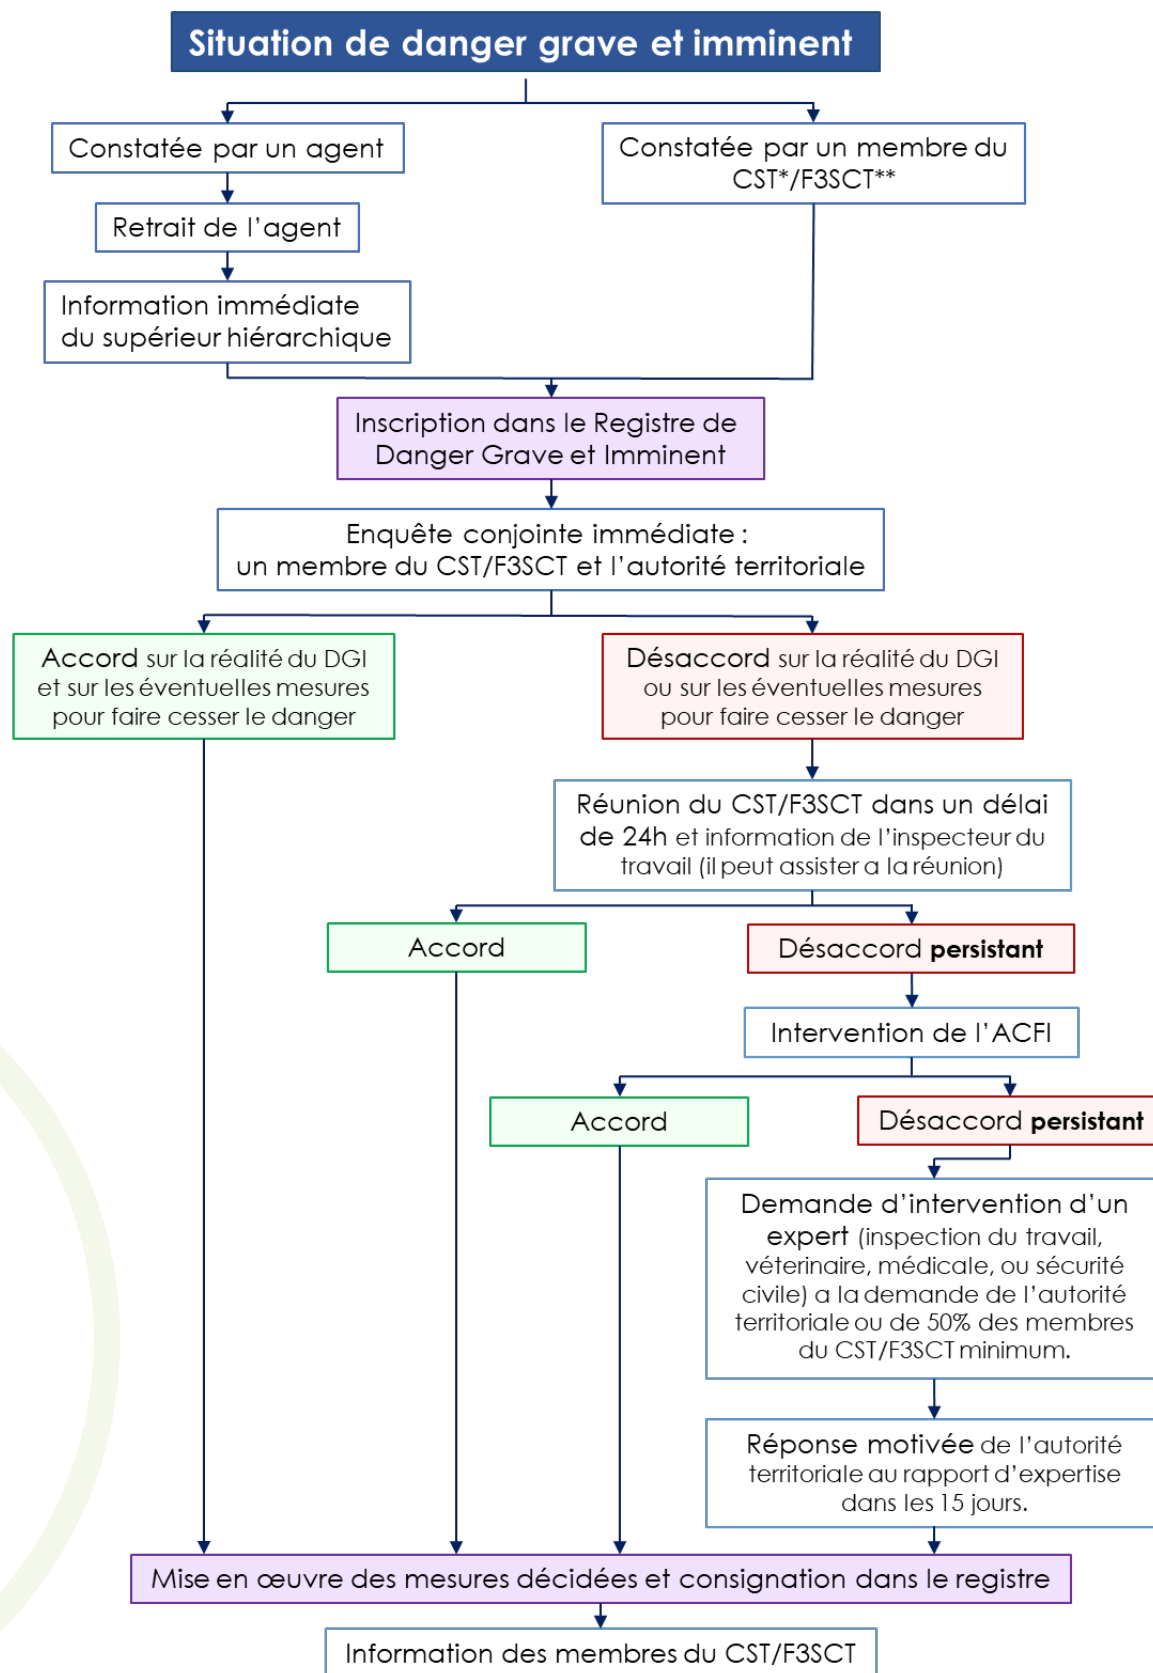 Situation de danger grave et imminent
Constatée par un agent
Constatée par un membre du
CST*/F3SCT**
Retrait de l'agent
Information immédiate
du supérieur hiérarchique
Inscription dans le Registre de
Danger Grave et Imminent
Enquête conjointe immédiate :
un membre du CST/F3SCT et l'autorité territoriale
Accord sur la réalité du DGI
et sur les éventuelles mesures
pour faire cesser le danger
Désaccord sur la réalité du DGI
ou sur les éventuelles mesures
pour faire cesser le danger
Réunion du CST/F3SCT dans un délai
de 24h et information de l'inspecteur du
travail (il peut assister a la réunion)
Accord
Désaccord persistant
Intervention de l'ACFI
Accord
Désaccord persistant
Demande d'intervention d'un
expert (inspection du travail,
véterinaire, médicale, ou sécurité
civile) a la demande de l'autorité
territoriale ou de 50% des membres
du CST/F3SCT minimum.
Réponse motivée de l'autorité
territoriale au rapport d'expertise
dans les 15 jours.
Mise en œuvre des mesures décidées et consignation dans le registre
Information des membres du CST/F3SCT